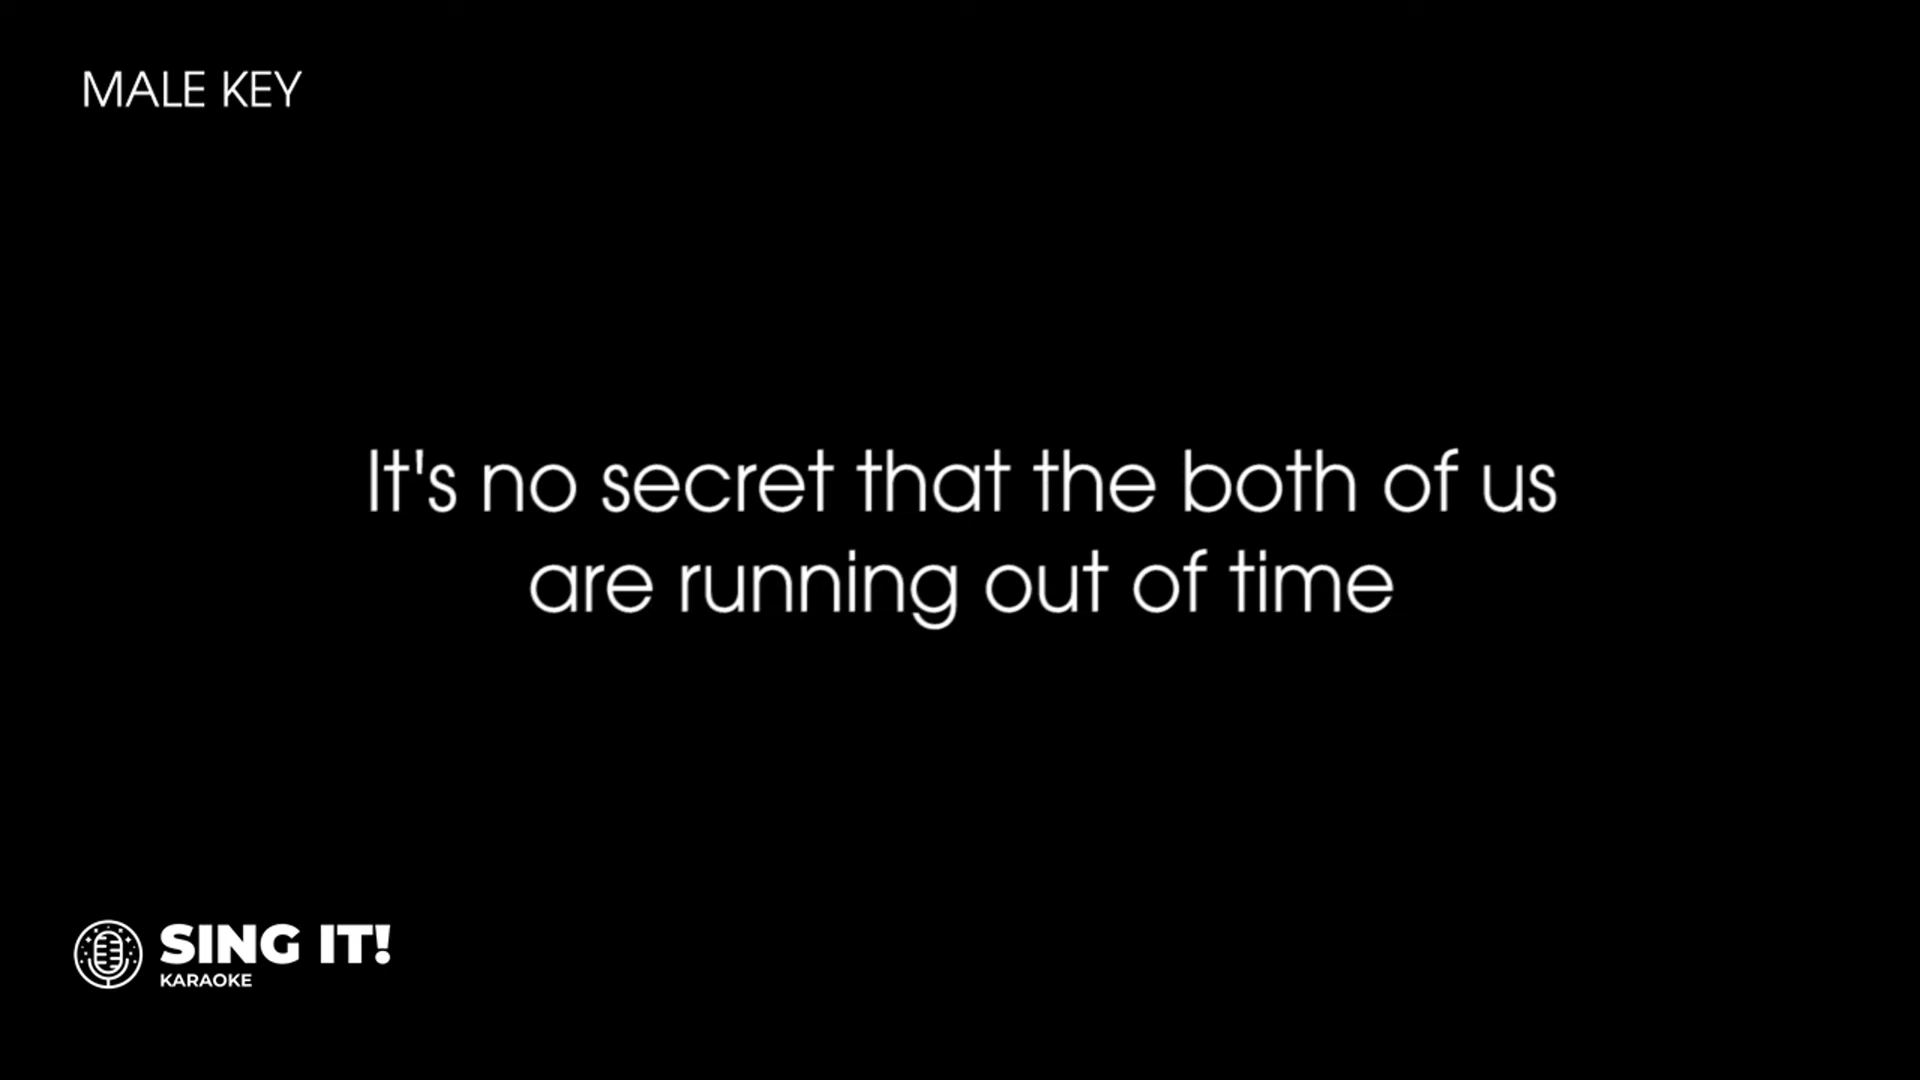 MALE KEY
It's no secret that the both of us
are running out of time
SING IT!
KARAOKE